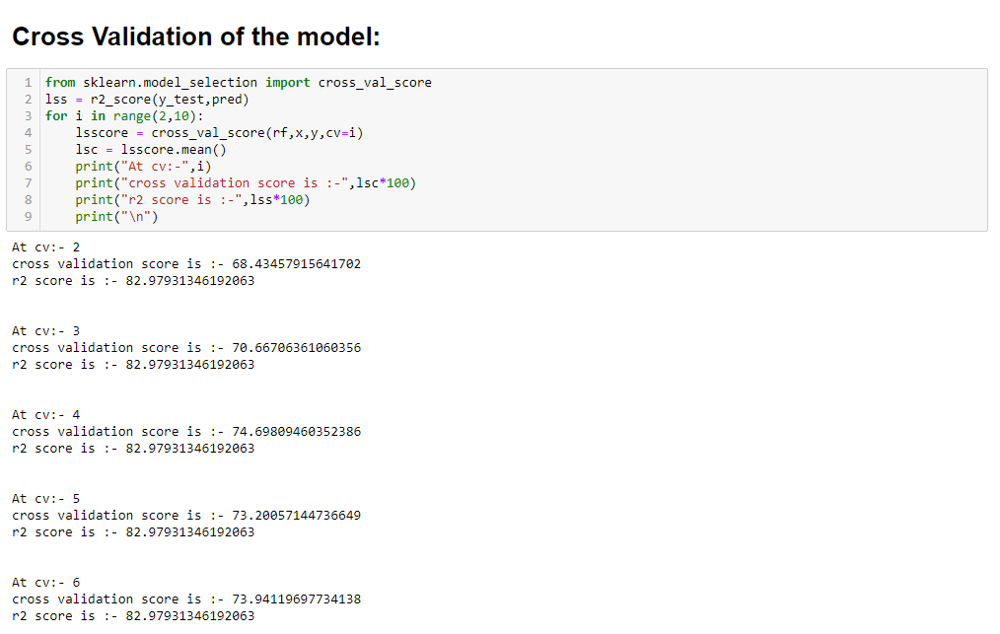 Cross Validation of the model:
1 from sklearn.model_selection import cross_val_score
2 lss = r2_score(y_test,pred)
3 for i in range(2,10):
4     lsscore = cross_val_score(rf,x,y,cv=i)
5     lsc = lsscore.mean()
6     print("At cv:-",i)
7     print("cross validation score is :-",lsc*100)
8     print("r2 score is :-",lss*100)
9     print("\n")
At cv:- 2
cross validation score is :- 68.43457915641702
r2 score is :- 82.97931346192063
At cv:- 3
cross validation score is :- 70.66706361060356
r2 score is :- 82.97931346192063
At cv:- 4
cross validation score is :- 74.69809460352386
r2 score is :- 82.97931346192063
At cv:- 5
cross validation score is :- 73.20057144736649
r2 score is :- 82.97931346192063
At cv:- 6
cross validation score is :- 73.94119697734138
r2 score is :- 82.97931346192063